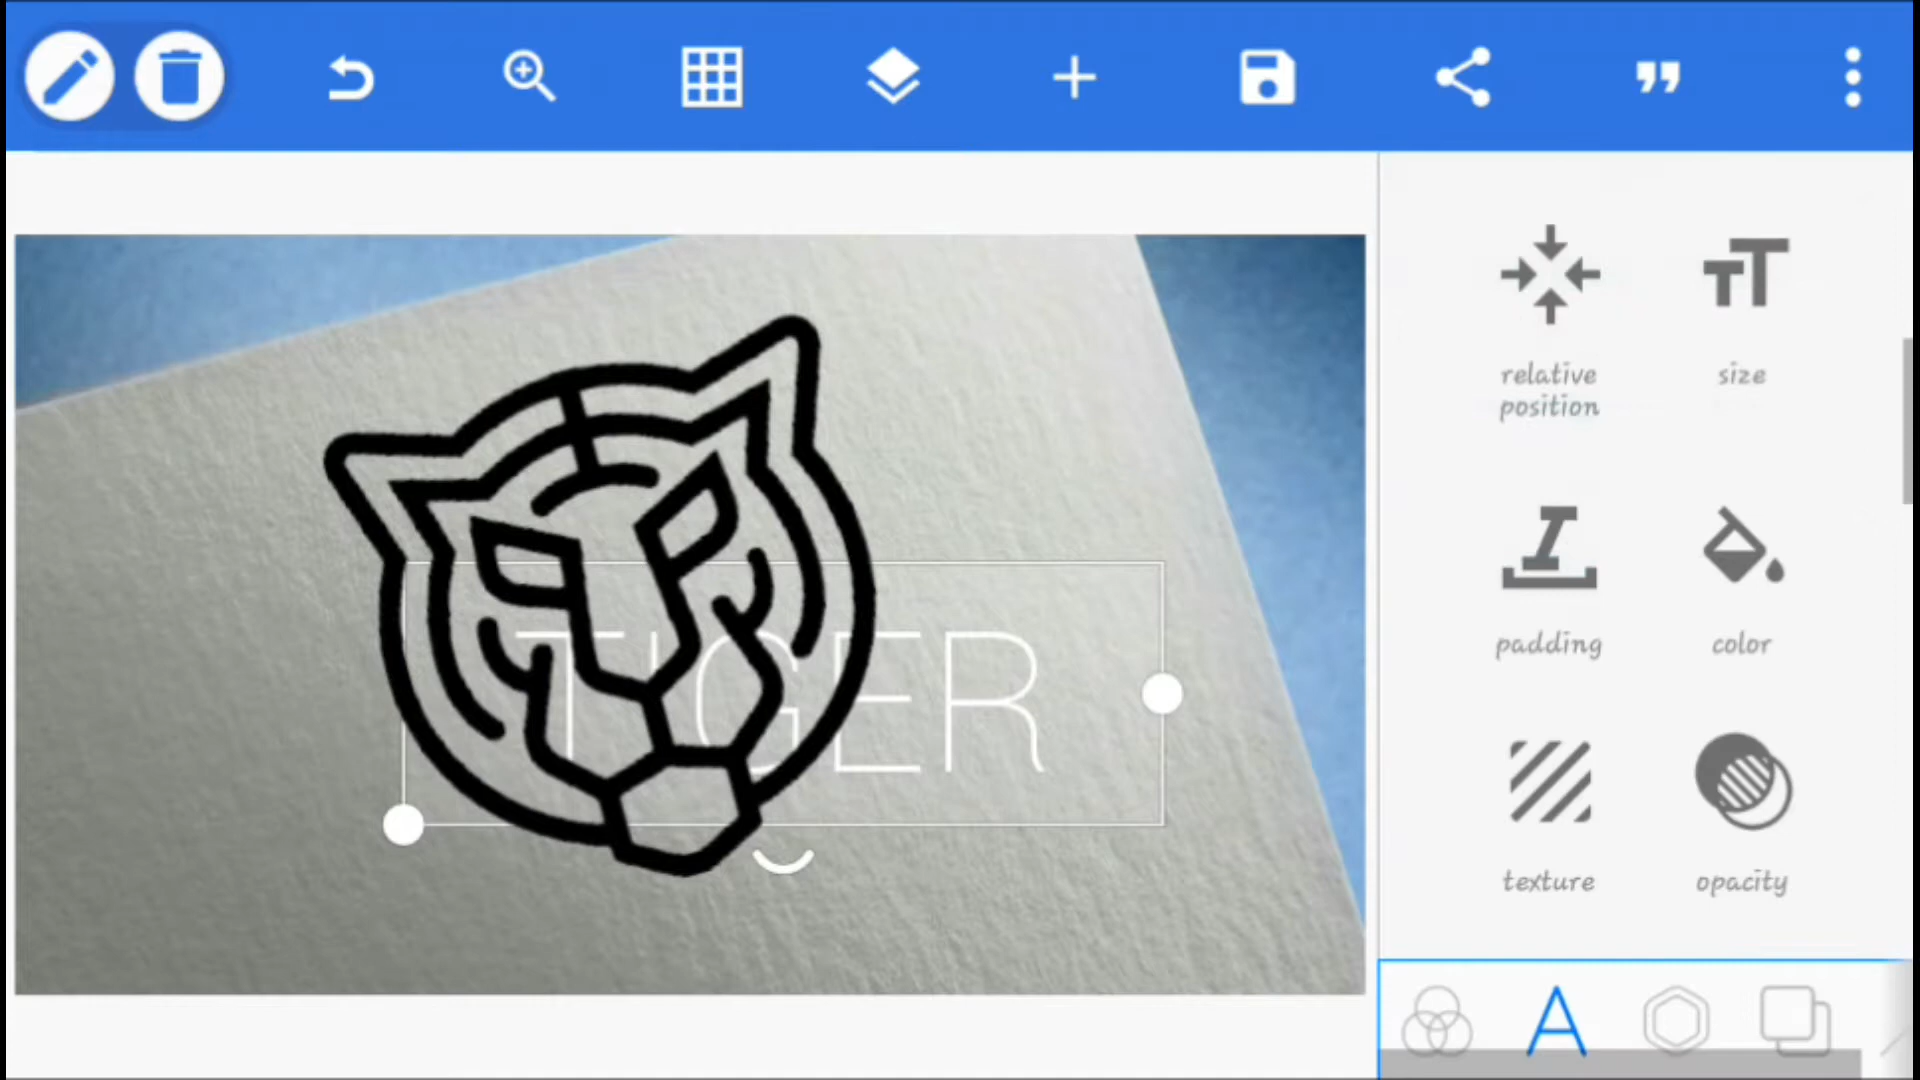 TIGER
relative
position
size
padding
color
texture
opacity
A